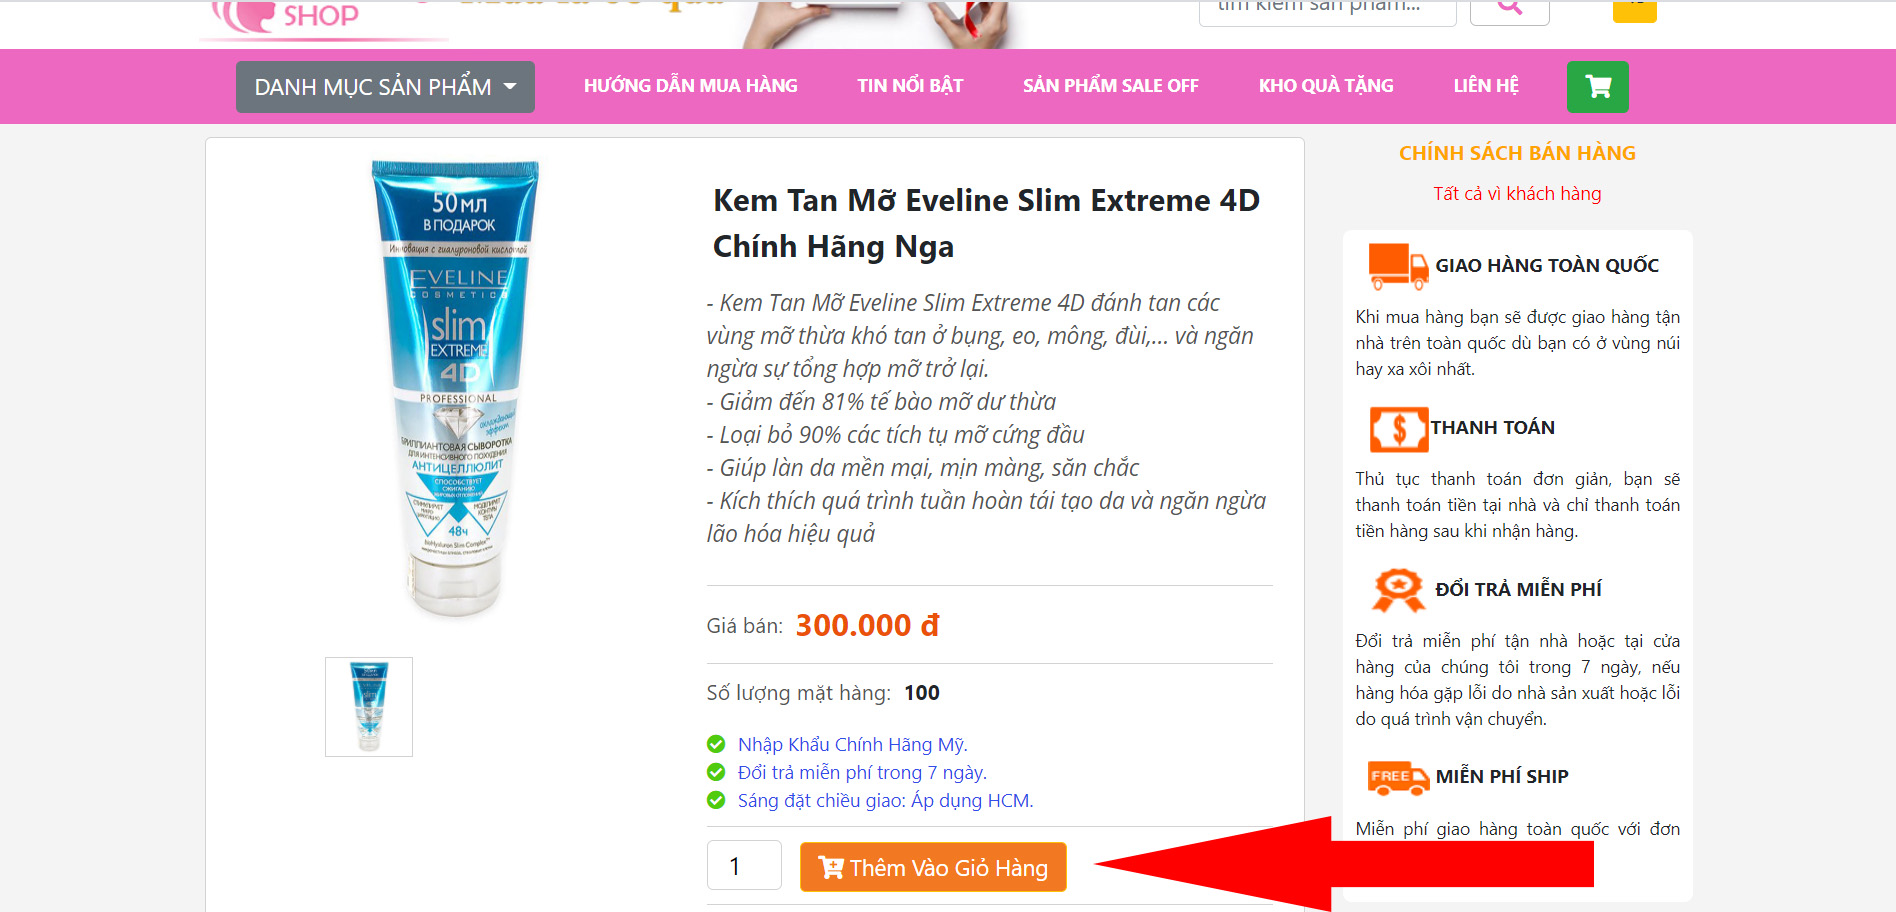 SHOP
DANH MỤC SẢN PHẨM
HƯỚNG DẪN MUA HÀNG
TIN NỔI BẬT
SẢN PHẨM SALE OFF
KHO QUÀ TẶNG
LIÊN HỆ
50МЛ
В ПОДАРОК
Инновация с гиалуроновой кислотой
EVELINE
COSMETICS
slim
EXTREME
4D
PROFESSIONAL
охлаждающий
эффект
БРИЛЛИАНТОВАЯ СЫВОРОТКА
ДЛЯ ИНТЕНСИВНОГО ПОХУДЕНИЯ
АНТИЦЕЛЛЮЛИТ
СПОСОБСТВУЕТ
СЖИГАНИЮ
48ч
Kem Tan Mỡ Eveline Slim Extreme 4D
Chính Hãng Nga
- Kem Tan Mỡ Eveline Slim Extreme 4D đánh tan các
vùng mỡ thừa khó tan ở bụng, eo, mông, đùi,... và ngăn
ngừa sự tổng hợp mỡ trở lại.
- Giảm đến 81% tế bào mỡ dư thừa
- Loại bỏ 90% các tích tụ mỡ cứng đầu
- Giúp làn da mền mại, mịn màng, săn chắc
- Kích thích quá trình tuần hoàn tái tạo da và ngăn ngừa
lão hóa hiệu quả
Giá bán: 300.000 đ
Số lượng mặt hàng: 100
Nhập Khẩu Chính Hãng Mỹ.
Đổi trả miễn phí trong 7 ngày.
Sáng đặt chiều giao: Áp dụng HCM.
1
Thêm Vào Giỏ Hàng
CHÍNH SÁCH BÁN HÀNG
Tất cả vì khách hàng
GIAO HÀNG TOÀN QUỐC
Khi mua hàng bạn sẽ được giao hàng tận
nhà trên toàn quốc dù bạn có ở vùng núi
hay xa xôi nhất.
THANH TOÁN
Thủ tục thanh toán đơn giản, bạn sẽ
thanh toán tiền tại nhà và chỉ thanh toán
tiền hàng sau khi nhận hàng.
ĐỔI TRẢ MIỄN PHÍ
Đổi trả miễn phí tận nhà hoặc tại cửa
hàng của chúng tôi trong 7 ngày, nếu
hàng hóa gặp lỗi do nhà sản xuất hoặc lỗi
do quá trình vận chuyển.
FREE
MIỄN PHÍ SHIP
Miễn phí giao hàng toàn quốc với đơn